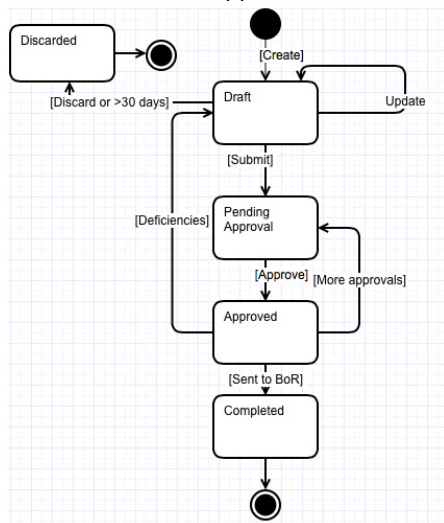 Discarded
[Create]
Draft
[Discard or >30 days]
Update
[Submit]
Pending
Approval
[Deficiencies]
[Approve]
[More approvals]
Approved
[Sent to BoR]
Completed